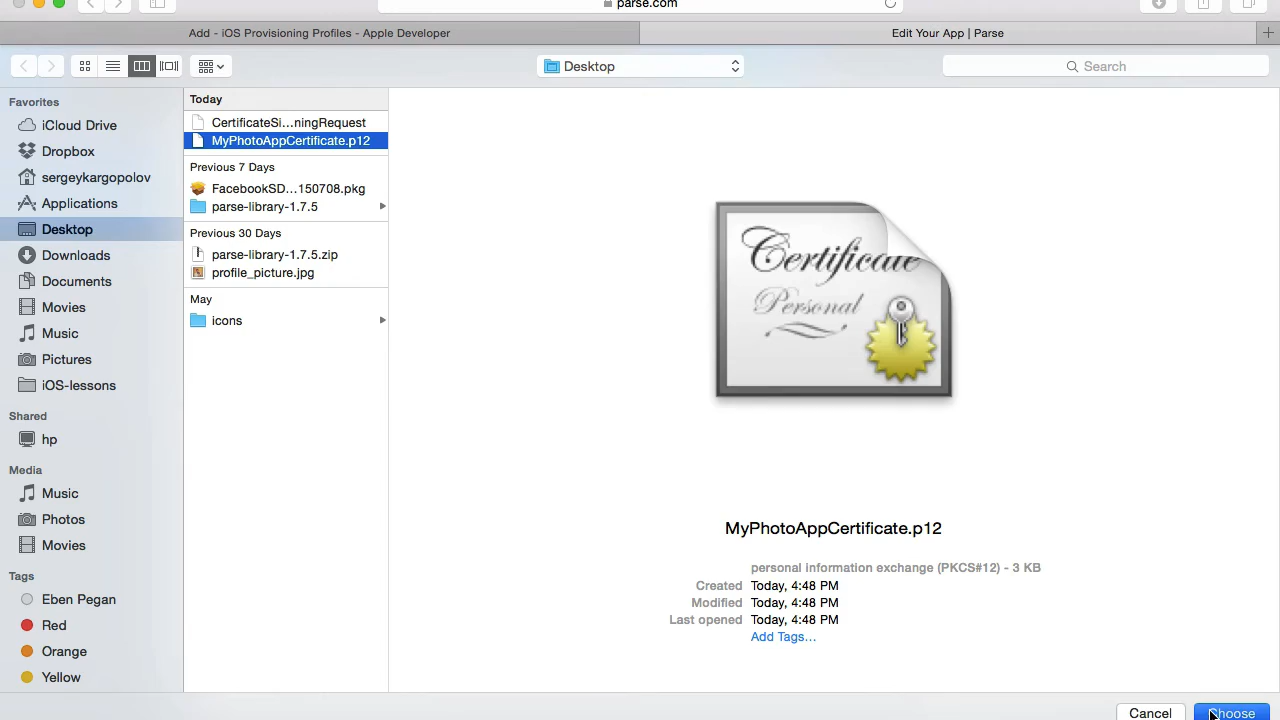 parse.com
Add - iOS Provisioning Profiles - Apple Developer
Edit Your App | Parse
Desktop
Search
Favorites
iCloud Drive
Dropbox
sergeykargopolov
Applications
Desktop
Downloads
Documents
Movies
Music
Pictures
iOS-lessons
Shared
hp
Media
Music
Photos
Movies
Tags
Eben Pegan
Red
Orange
Yellow
Today
CertificateSi...ningRequest
MyPhotoAppCertificate.p12
Previous 7 Days
FacebookSD...150708.pkg
parse-library-1.7.5
Previous 30 Days
parse-library-1.7.5.zip
profile_picture.jpg
May
icons
Certificate
Personal
MyPhotoAppCertificate.p12
personal information exchange (PKCS#12) - 3 KB
Created Today, 4:48 PM
Modified Today, 4:48 PM
Last opened Today, 4:48 PM
Add Tags...
Cancel
Choose